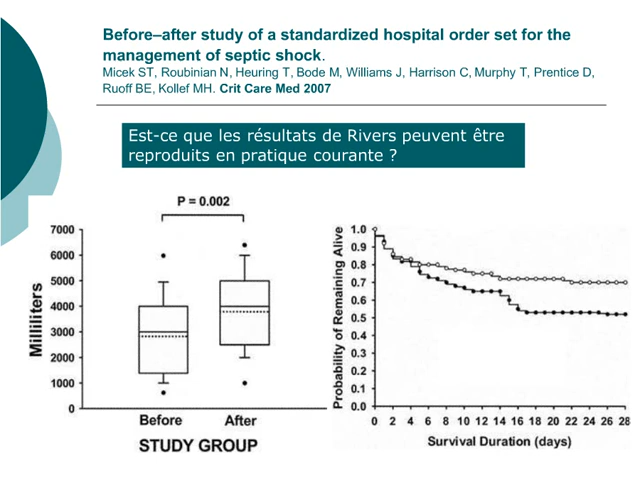 Before–after study of a standardized hospital order set for the
management of septic shock.
Micek ST, Roubinian N, Heuring T, Bode M, Williams J, Harrison C, Murphy T, Prentice D,
Ruoff BE, Kollef MH. Crit Care Med 2007
Est-ce que les résultats de Rivers peuvent être
reproduits en pratique courante ?
P = 0.002
7000
6000
5000
4000
3000
2000
1000
0
Milliliters
Before After
STUDY GROUP
Probability of Remaining Alive
1.0
0.9
0.8
0.7
0.6
0.5
0.4
0.3
0.2
0.1
0.0
0 2 4 6 8 10 12 14 16 18 20 22 24 26 28
Survival Duration (days)